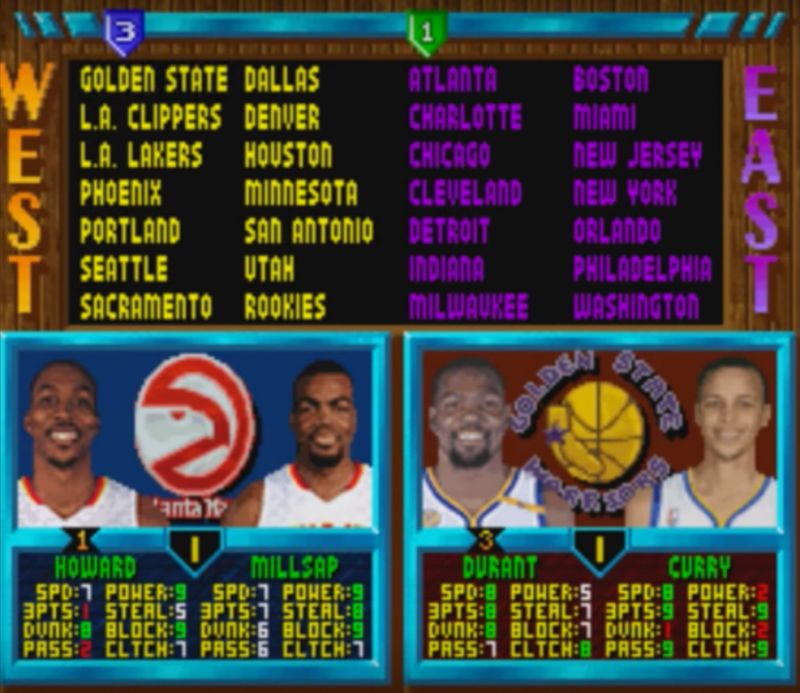 3 1
WEST
EAST
GOLDEN STATE DALLAS ATLANTA BOSTON
L.A. CLIPPERS DENVER CHARLOTTE MIAMI
L.A. LAKERS HOUSTON CHICAGO NEW JERSEY
PHOENIX MINNESOTA CLEVELAND NEW YORK
PORTLAND SAN ANTONIO DETROIT ORLANDO
SEATTLE UTAH INDIANA PHILADELPHIA
SACRAMENTO ROOKIES MILWAUKEE WASHINGTON
GOLDEN STATE
WARRIORS
1 1 3 1
HOWARD MILLSAP DURANT CURRY
SPD:7 POWER:9 SPD:7 POWER:9 SPD:8 POWER:5 SPD:8 POWER:2
3PTS:1 STEAL:5 3PTS:7 STEAL:8 3PTS:8 STEAL:7 3PTS:9 STEAL:9
DUNK:8 BLOCK:9 DUNK:6 BLOCK:9 DUNK:8 BLOCK:7 DUNK:1 BLOCK:2
PASS:2 CLTCH:7 PASS:6 CLTCH:7 PASS:7 CLTCH:8 PASS:9 CLTCH:9